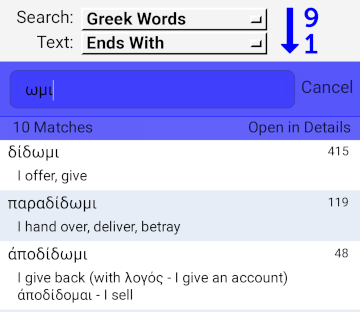 Search: Greek Words
Text: Ends With
9
1
ωμι
Cancel
10 Matches
Open in Details
δίδωμι
415
I offer, give
παραδίδωμι
119
I hand over, deliver, betray
ἀποδίδωμι
48
I give back (with λογός - I give an account)
ἀποδίδομαι - I sell